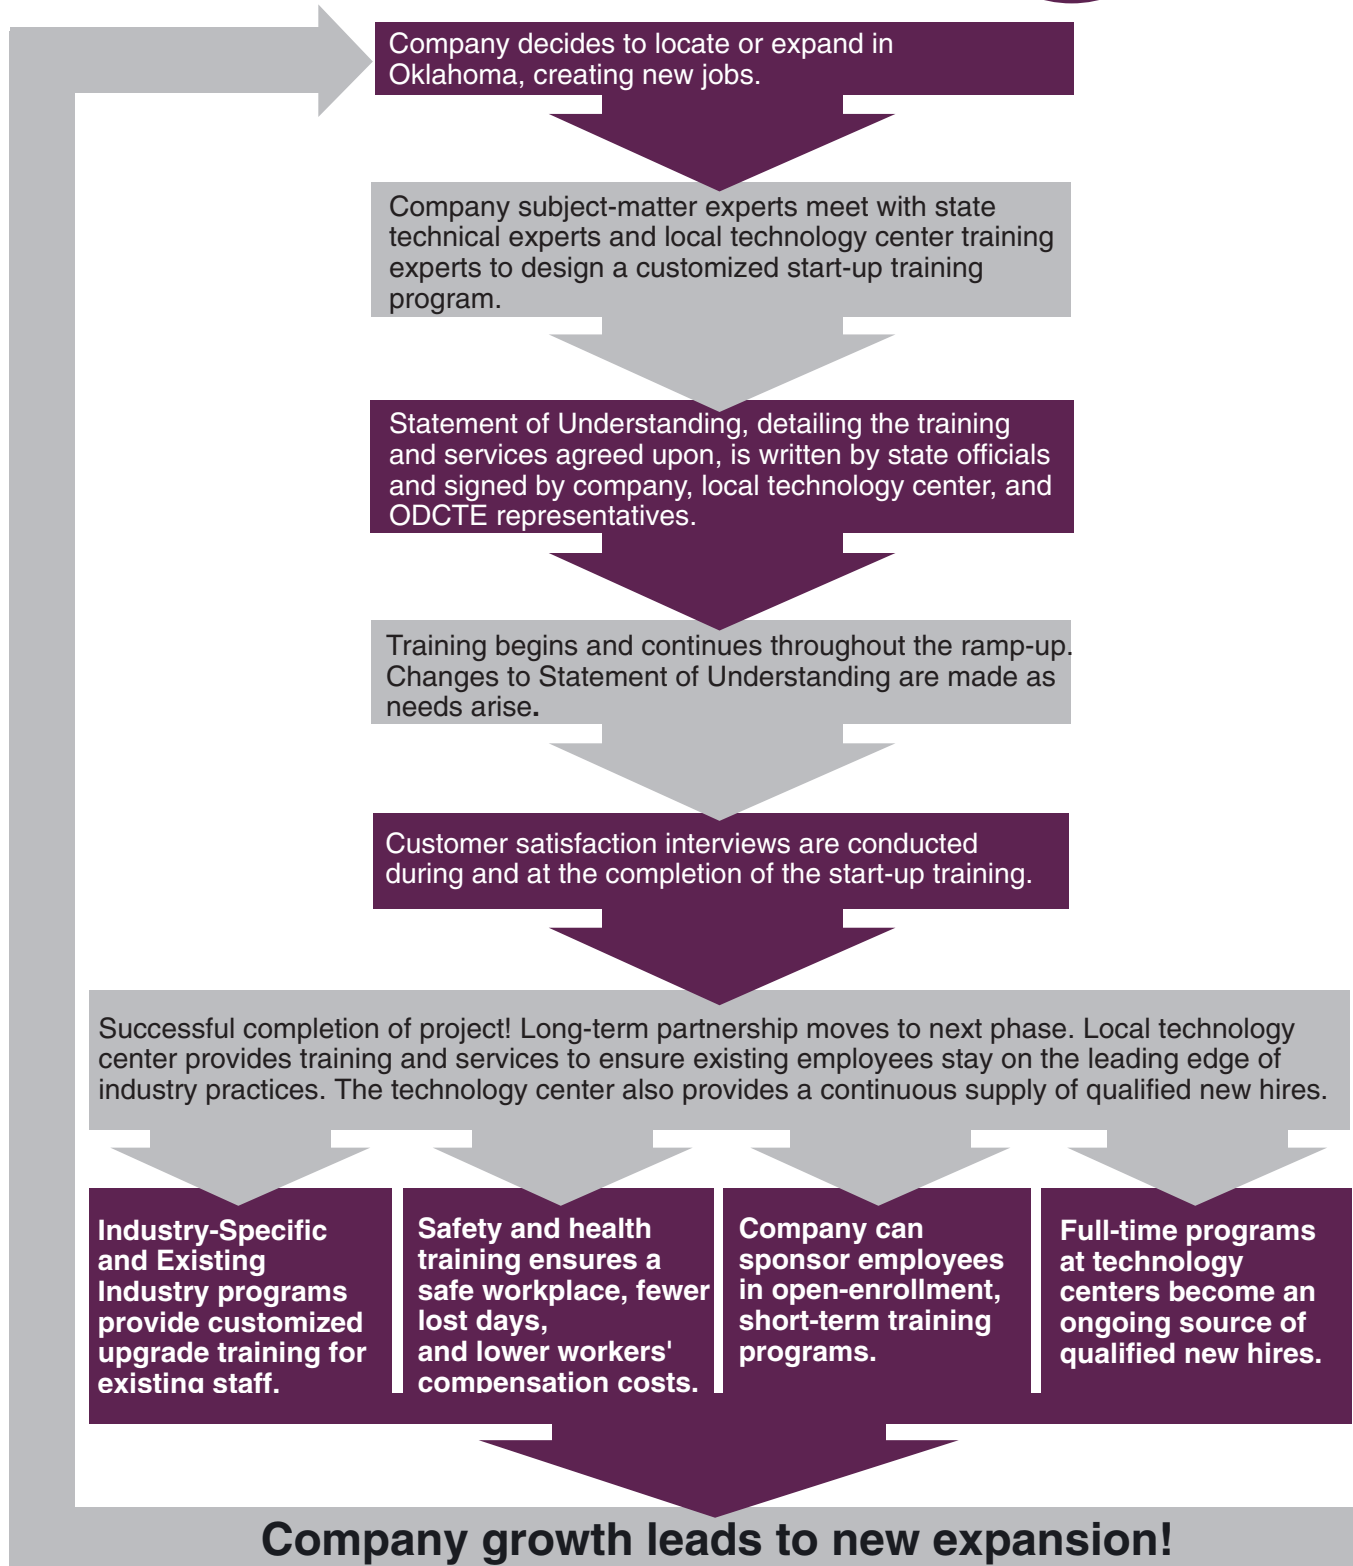 Company decides to locate or expand in
Oklahoma, creating new jobs.
Company subject-matter experts meet with state
technical experts and local technology center training
experts to design a customized start-up training
program.
Statement of Understanding, detailing the training
and services agreed upon, is written by state officials
and signed by company, local technology center, and
ODCTE representatives.
Training begins and continues throughout the ramp-up.
Changes to Statement of Understanding are made as
needs arise.
Customer satisfaction interviews are conducted
during and at the completion of the start-up training.
Successful completion of project! Long-term partnership moves to next phase. Local technology
center provides training and services to ensure existing employees stay on the leading edge of
industry practices. The technology center also provides a continuous supply of qualified new hires.
Industry-Specific
and Existing
Industry programs
provide customized
upgrade training for
existing staff.
Safety and health
training ensures a
safe workplace, fewer
lost days,
and lower workers'
compensation costs.
Company can
sponsor employees
in open-enrollment,
short-term training
programs.
Full-time programs
at technology
centers become an
ongoing source of
qualified new hires.
Company growth leads to new expansion!